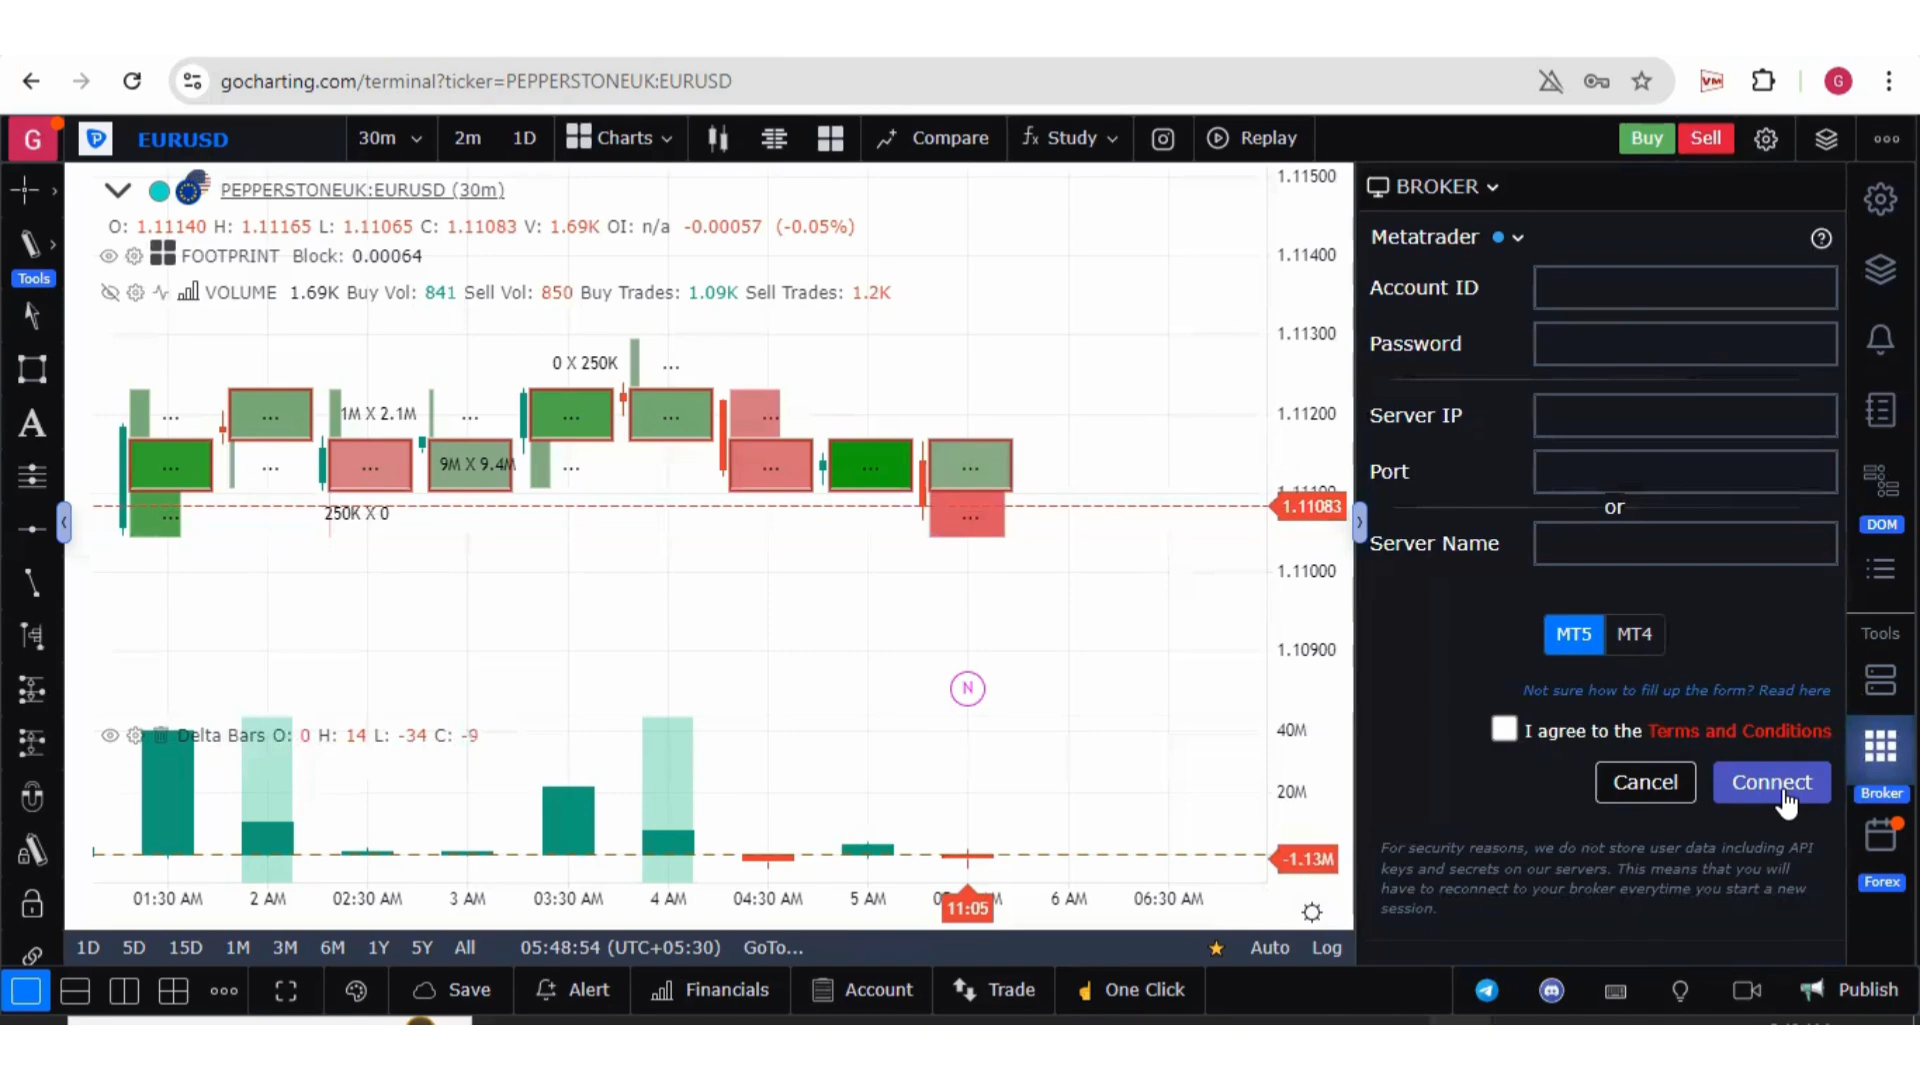 gocharting.com/terminal?ticker=PEPPERSTONEUK:EURUSD
VM
G
G
EURUSD
30m
2m
1D
Charts
Compare
fx Study
Replay
Buy
Sell
PEPPERSTONEUK:EURUSD (30m)
O: 1.11140 H: 1.11165 L: 1.11065 C: 1.11083 V: 1.69K OI: n/a -0.00057 (-0.05%)
FOOTPRINT Block: 0.00064
VOLUME 1.69K Buy Vol: 841 Sell Vol: 850 Buy Trades: 1.09K Sell Trades: 1.2K
Tools
0 X 250K
1M X 2.1M
9M X 9.4M
250K X 0
N
1.11500
1.11400
1.11300
1.11200
1.11083
1.11000
1.10900
Delta Bars O: 0 H: 14 L: -34 C: -9
40M
20M
-1.13M
01:30 AM 2 AM 02:30 AM 3 AM 03:30 AM 4 AM 04:30 AM 5 AM 11:05 6 AM 06:30 AM
1D 5D 15D 1M 3M 6M 1Y 5Y All 05:48:54 (UTC+05:30) GoTo... Auto Log
BROKER
Metatrader
Account ID
Password
Server IP
Port
or
Server Name
MT5 MT4
Not sure how to fill up the form? Read here
I agree to the Terms and Conditions
Cancel Connect
For security reasons, we do not store user data including API
keys and secrets on our servers. This means that you will
have to reconnect to your broker everytime you start a new
session.
DOM
Tools
Broker
Forex
Save
Alert
Financials
Account
Trade
One Click
Publish